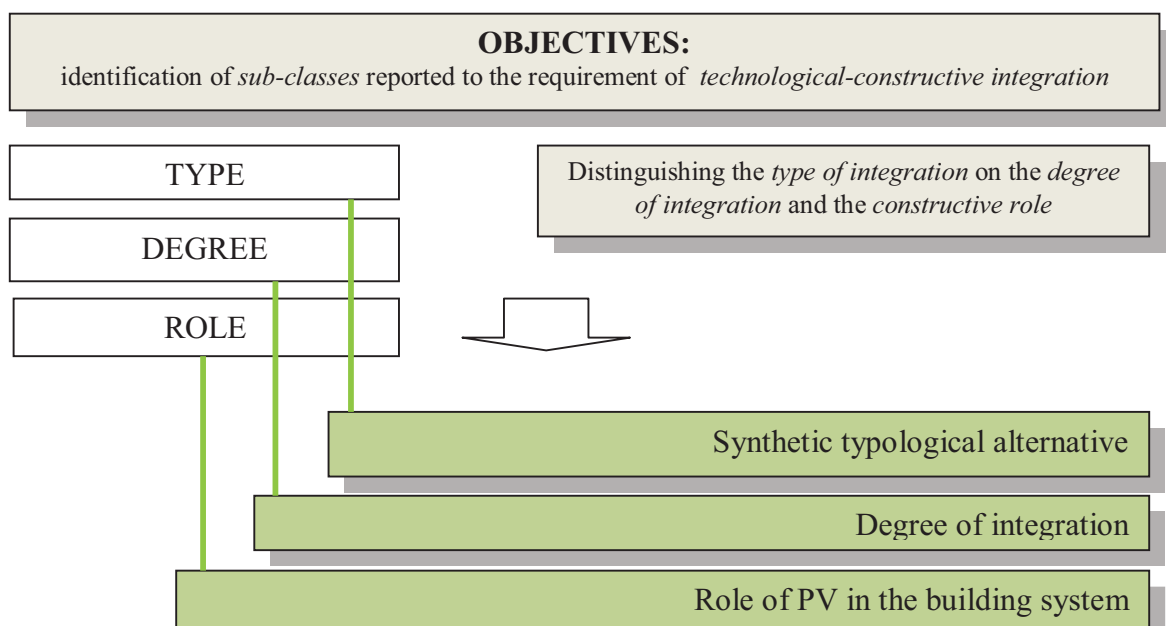 OBJECTIVES:
identification of sub-classes reported to the requirement of technological-constructive integration
TYPE
Distinguishing the type of integration on the degree
of integration and the constructive role
DEGREE
ROLE
Synthetic typological alternative
Degree of integration
Role of PV in the building system